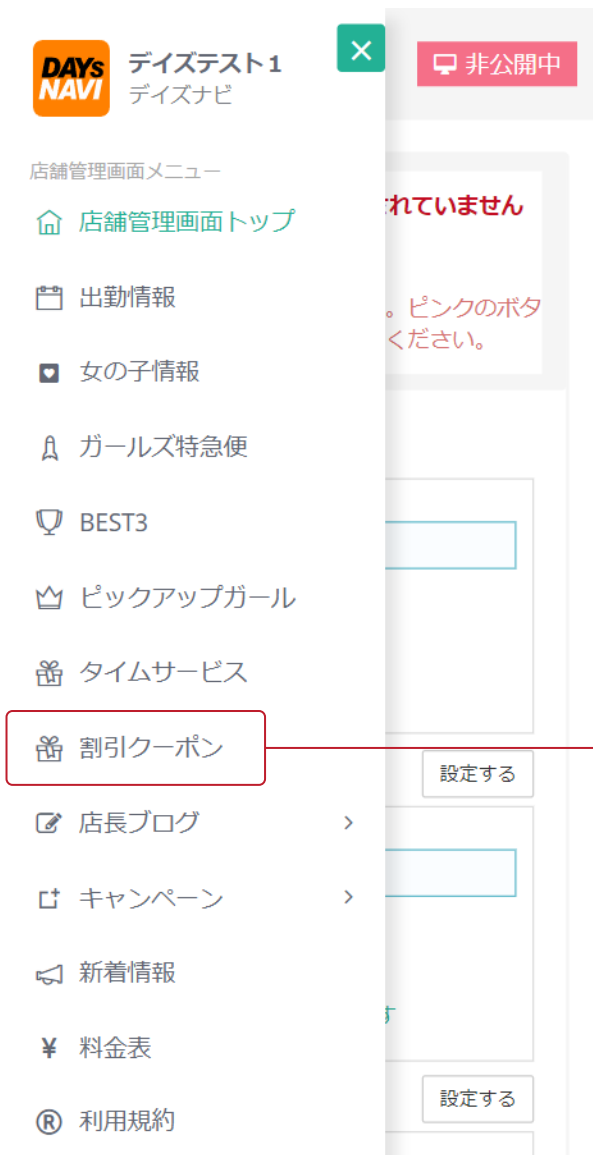 DAYs
NAVI
デイズテスト1
デイズナビ
×
非公開中
店舗管理画面メニュー
店舗管理画面トップ
れていません
出勤情報
。ピンクのボタ
ください。
女の子情報
ガールズ特急便
BEST3
ピックアップガール
タイムサービス
割引クーポン
設定する
店長ブログ
キャンペーン
新着情報
す
¥ 料金表
設定する
® 利用規約